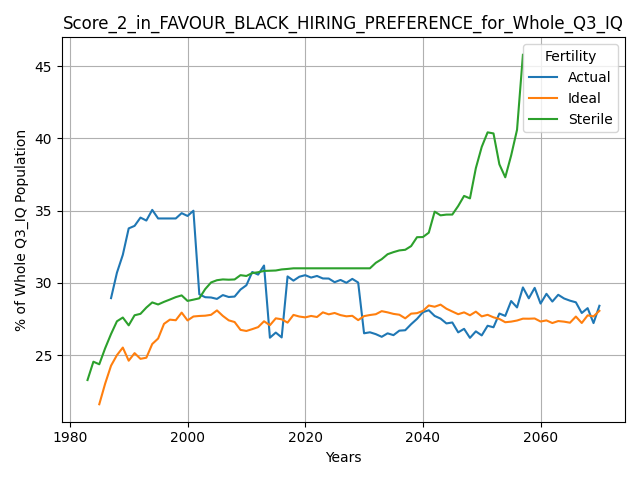 Score_2_in_FAVOUR_BLACK_HIRING_PREFERENCE_for_Whole_Q3_IQ
Fertility
Actual
Ideal
Sterile
% of Whole Q3_IQ Population
45
40
35
30
25
1980
2000
2020
2040
2060
Years